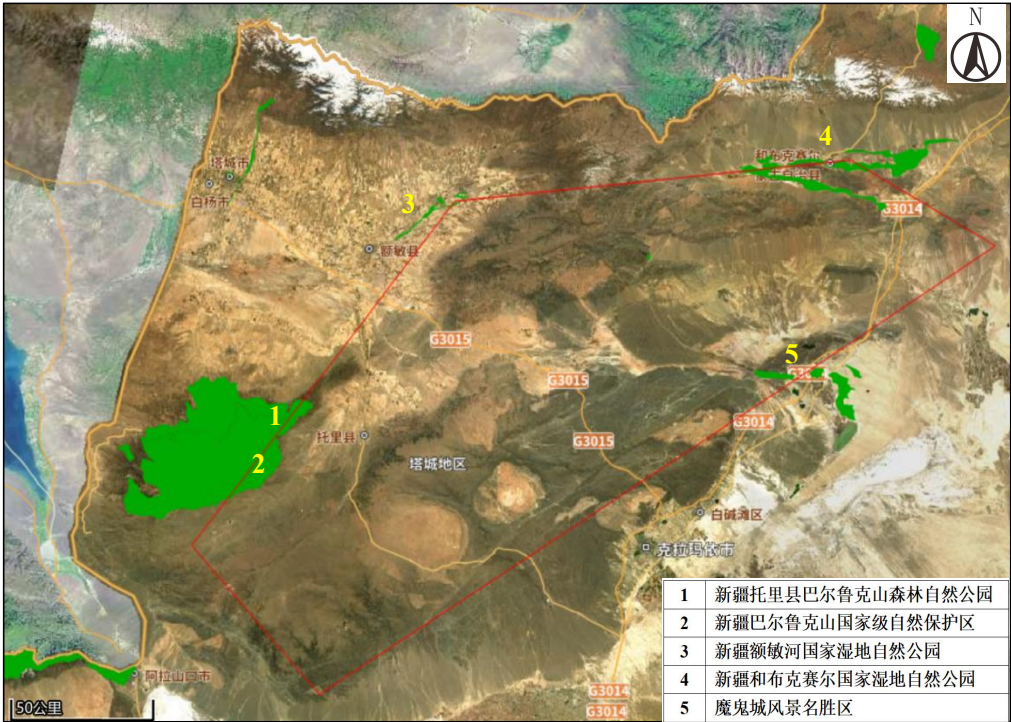 N
4
和布克赛尔
塔城市
白杨市
3
G3014
额敏县
G3015
5
G3015
1
G3014
托里县
G3015
2
塔城地区
白碱滩区
克拉玛依市
阿拉山口市
G3014
G3014
50公里
1 新疆托里县巴尔鲁克山森林自然公园
2 新疆巴尔鲁克山国家级自然保护区
3 新疆额敏河国家湿地自然公园
4 新疆和布克赛尔国家湿地自然公园
5 魔鬼城风景名胜区